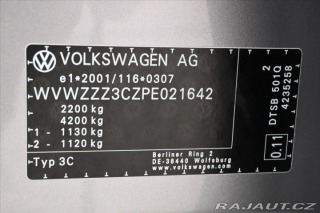 VOLKSWAGEN AG
e1*2001/116*0307
WVWZZZ3CZPE021642
2200 kg
4200 kg
1 - 1130 kg
2 - 1120 kg
Typ 3C
Berliner Ring 2
DE-38440 Wolfsburg
www.volkswagen.com
DTSB 501Q
2
4235258
0.11
RAJAUT.CZ